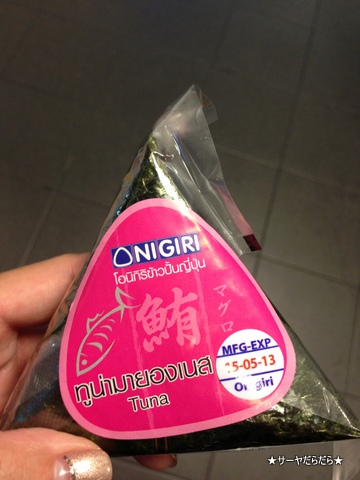 ONIGIRI
โอนิกิริข้าวปั้นญี่ปุ่น
鮪
マグロ
ทูน่ามายองเนส
Tuna
MFG-EXP
15-05-13
Onigiri
★サーヤだらだら★